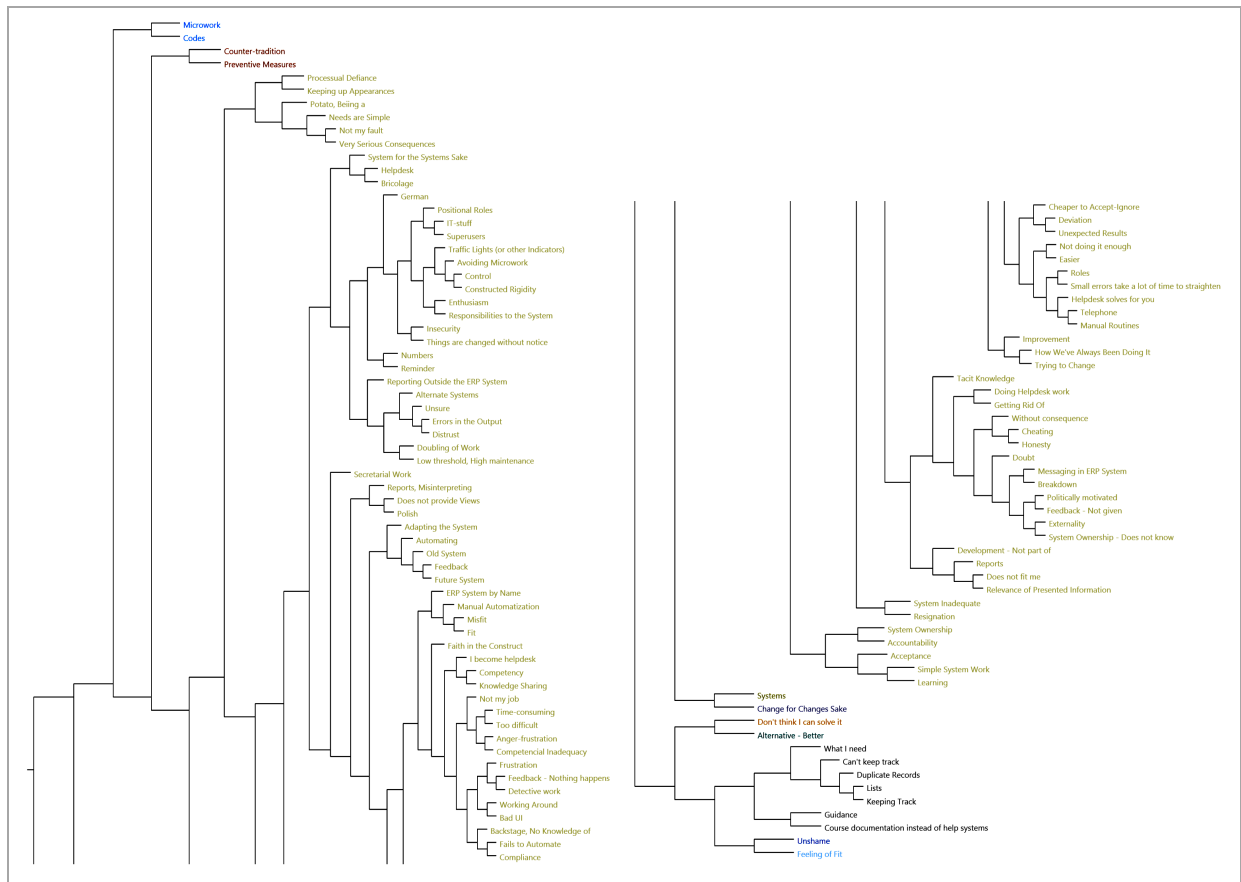 Microwork
Codes
Counter-tradition
Preventive Measures
Processual Defiance
Keeping up Appearances
Potato, Beiing a
Needs are Simple
Not my fault
Very Serious Consequences
System for the Systems Sake
Helpdesk
Bricolage
German
Positional Roles
IT-stuff
Superusers
Traffic Lights (or other Indicators)
Avoiding Microwork
Control
Constructed Rigidity
Enthusiasm
Responsibilities to the System
Insecurity
Things are changed without notice
Numbers
Reminder
Reporting Outside the ERP System
Alternate Systems
Unsure
Errors in the Output
Distrust
Doubling of Work
Low threshold, High maintenance
Secretarial Work
Reports, Misinterpreting
Does not provide Views
Polish
Adapting the System
Automating
Old System
Feedback
Future System
ERP System by Name
Manual Automatization
Misfit
Fit
Faith in the Construct
I become helpdesk
Competency
Knowledge Sharing
Not my job
Time-consuming
Too difficult
Anger-frustration
Competencial Inadequacy
Frustration
Feedback - Nothing happens
Detective work
Working Around
Bad UI
Backstage, No Knowledge of
Fails to Automate
Compliance
Cheaper to Accept-Ignore
Deviation
Unexpected Results
Not doing it enough
Easier
Roles
Small errors take a lot of time to straighten
Helpdesk solves for you
Telephone
Manual Routines
Improvement
How We've Always Been Doing It
Trying to Change
Tacit Knowledge
Doing Helpdesk work
Getting Rid Of
Without consequence
Cheating
Honesty
Doubt
Messaging in ERP System
Breakdown
Politically motivated
Feedback - Not given
Externality
System Ownership - Does not know
Development - Not part of
Reports
Does not fit me
Relevance of Presented Information
System Inadequate
Resignation
System Ownership
Accountability
Acceptance
Simple System Work
Learning
Systems
Change for Changes Sake
Don't think I can solve it
Alternative - Better
What I need
Can't keep track
Duplicate Records
Lists
Keeping Track
Guidance
Course documentation instead of help systems
Unshame
Feeling of Fit